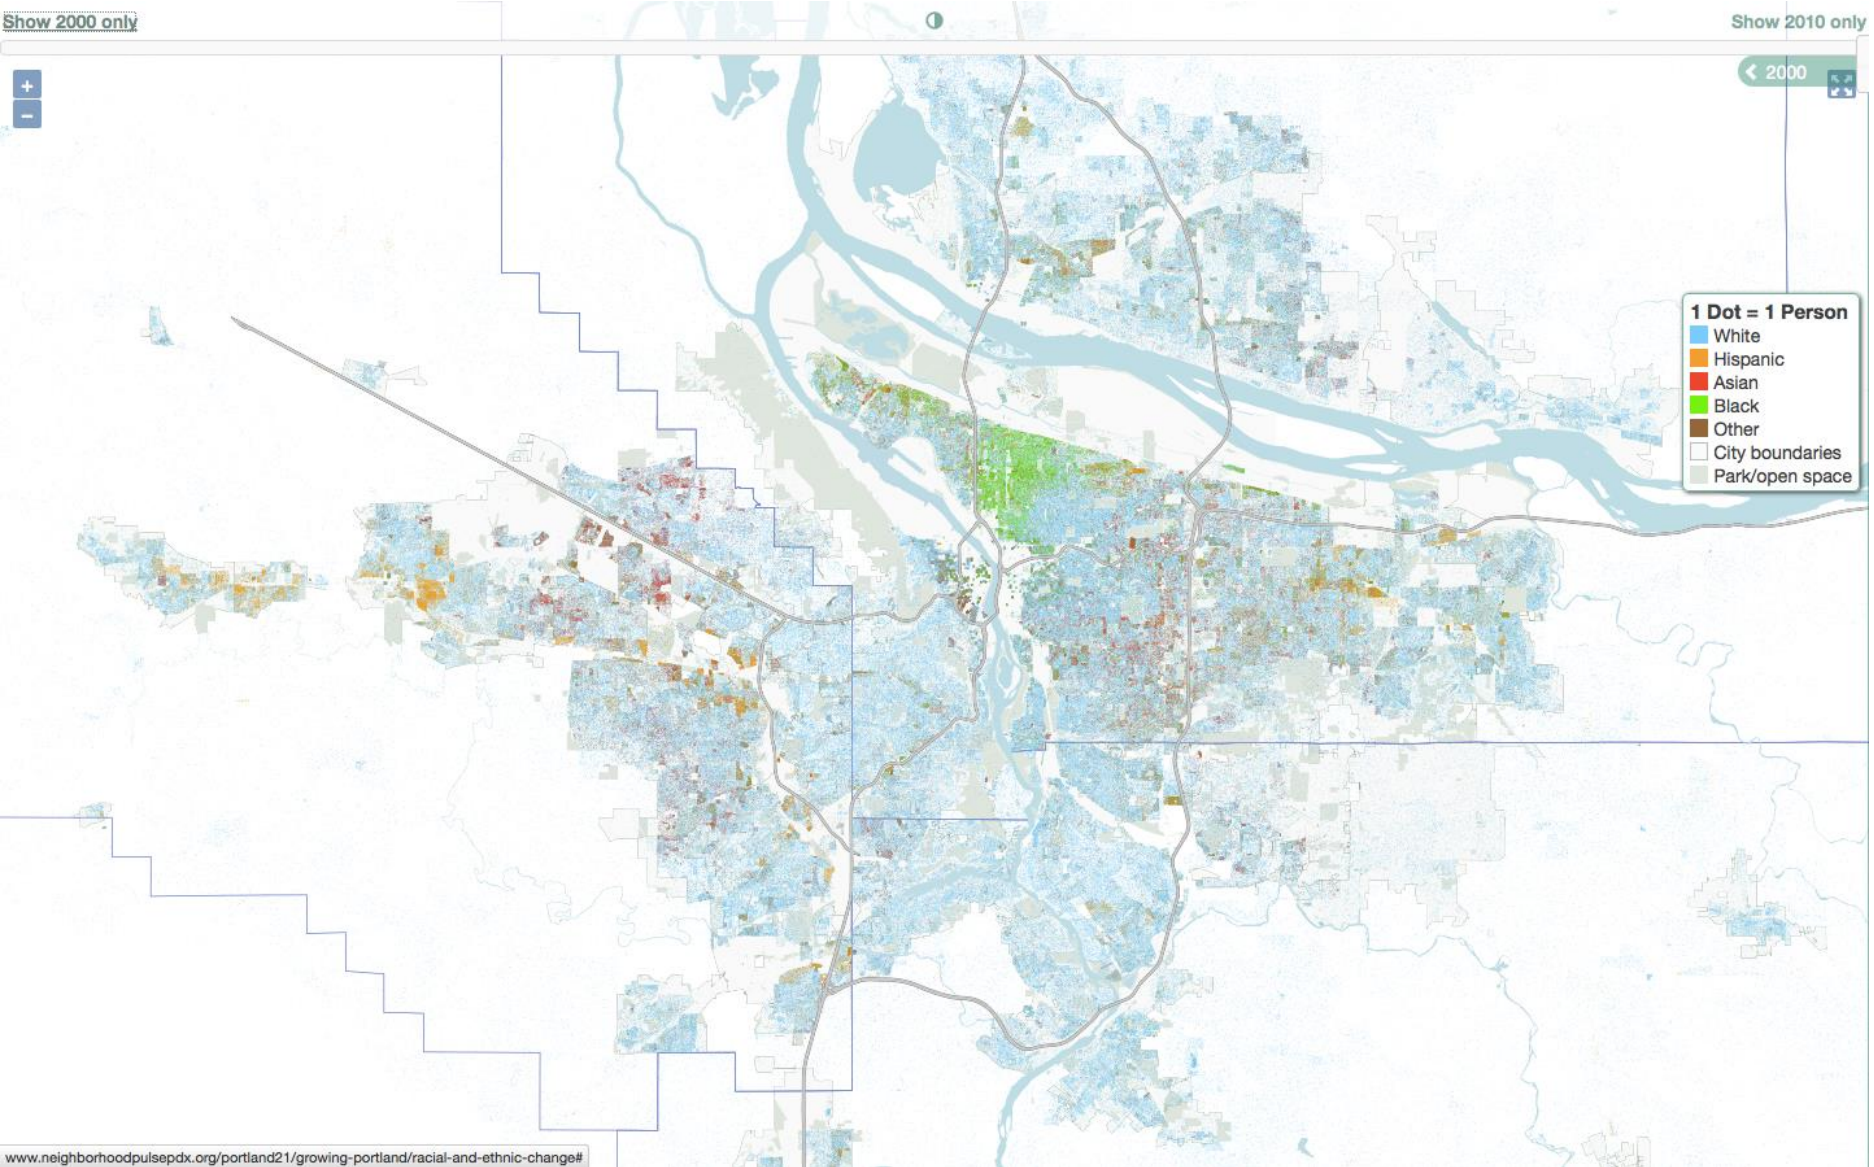 Show 2000 only
Show 2010 only
+
−
2000
1 Dot = 1 Person
White
Hispanic
Asian
Black
Other
City boundaries
Park/open space
www.neighborhoodpulsepdx.org/portland21/growing-portland/racial-and-ethnic-change#